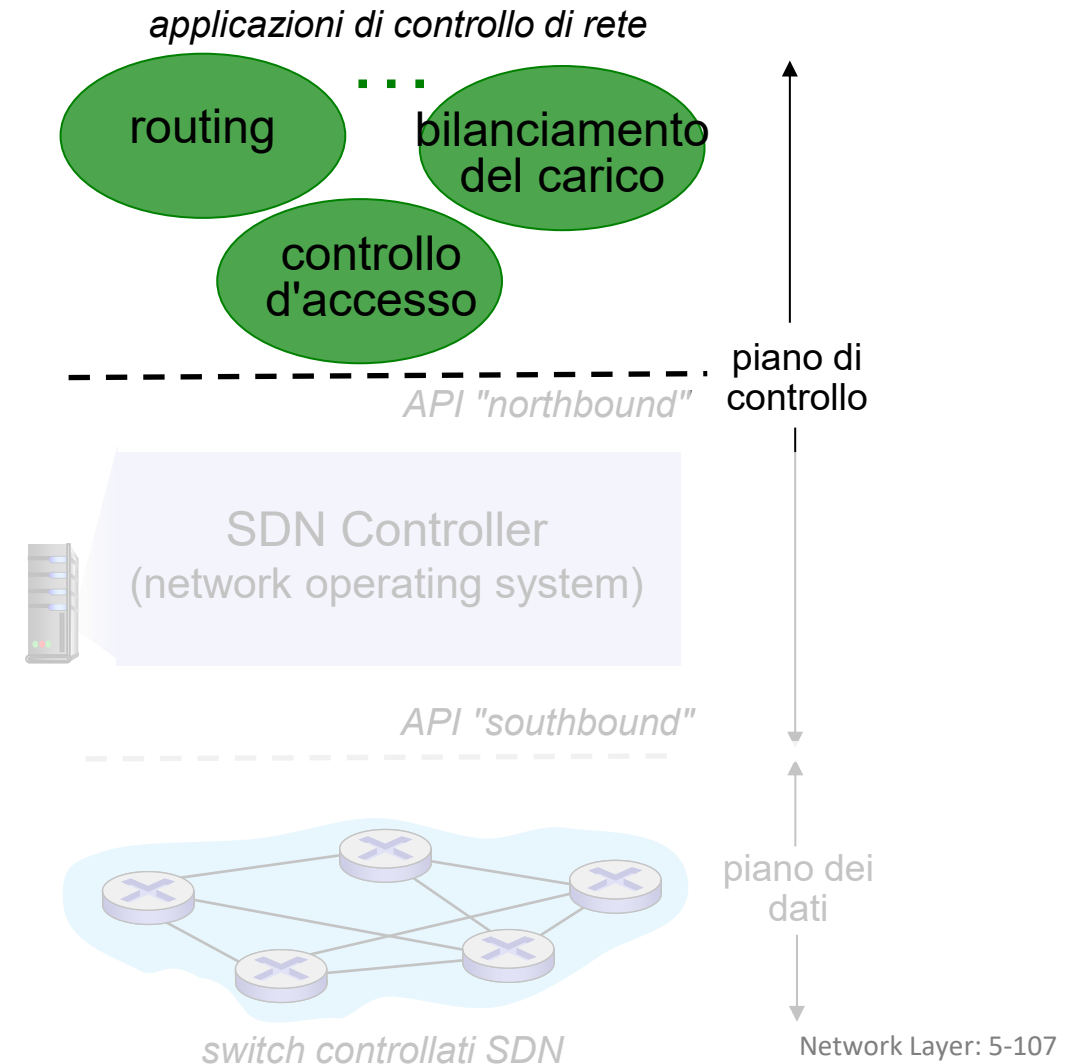 applicazioni di controllo di rete
...
routing
bilanciamento
del carico
controllo
d'accesso
piano di
controllo
API "northbound"
SDN Controller
(network operating system)
API "southbound"
piano dei
dati
switch controllati SDN
Network Layer: 5-107